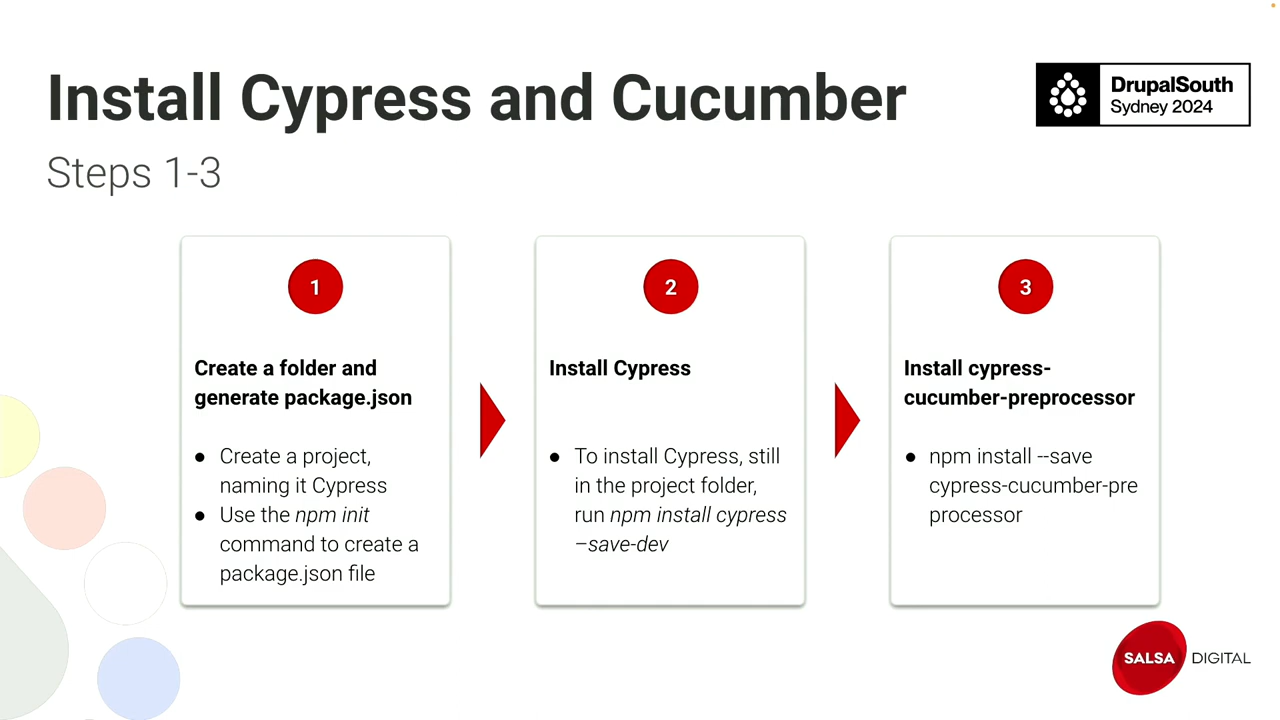 Install Cypress and Cucumber
DrupalSouth
Sydney 2024
Steps 1-3
1
Create a folder and
generate package.json
● Create a project,
naming it Cypress
● Use the npm init
command to create a
package.json file
2
Install Cypress
● To install Cypress, still
in the project folder,
run npm install cypress
–save-dev
3
Install cypress-
cucumber-preprocessor
● npm install --save
cypress-cucumber-pre
processor
SALSA DIGITAL